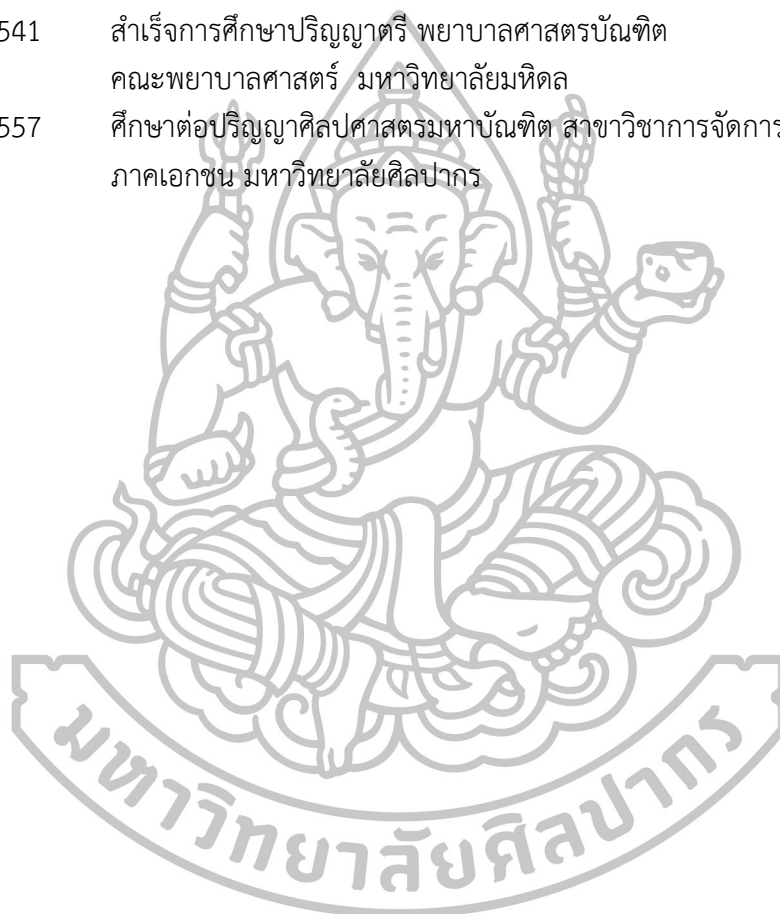 541 สำเร็จการศึกษาปริญญาตรี พยาบาลศาสตรบัณฑิต
คณะพยาบาลศาสตร์ มหาวิทยาลัยมหิดล
557 ศึกษาต่อปริญญาศิลปศาสตรมหาบัณฑิต สาขาวิชาการจัดการ
ภาคเอกชน มหาวิทยาลัยศิลปากร
มหาวิทยาลัยศิลปากร